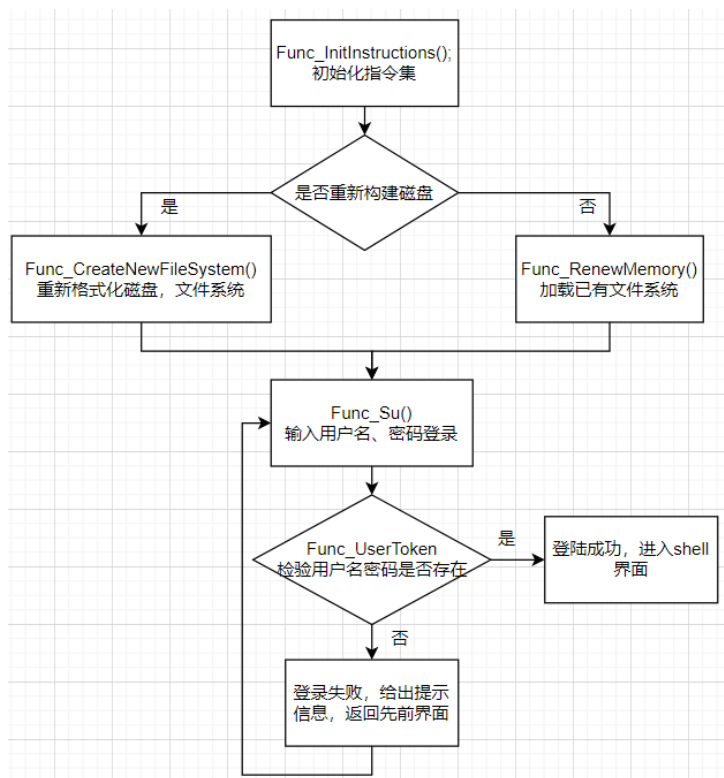 Func_InitInstructions();
初始化指令集
是否重新构建磁盘
是
否
Func_CreateNewFileSystem()
重新格式化磁盘，文件系统
Func_RenewMemory()
加载已有文件系统
Func_Su()
输入用户名、密码登录
Func_UserToken
检验用户名密码是否存在
是
登陆成功，进入shell
界面
否
登录失败，给出提示
信息，返回先前界面